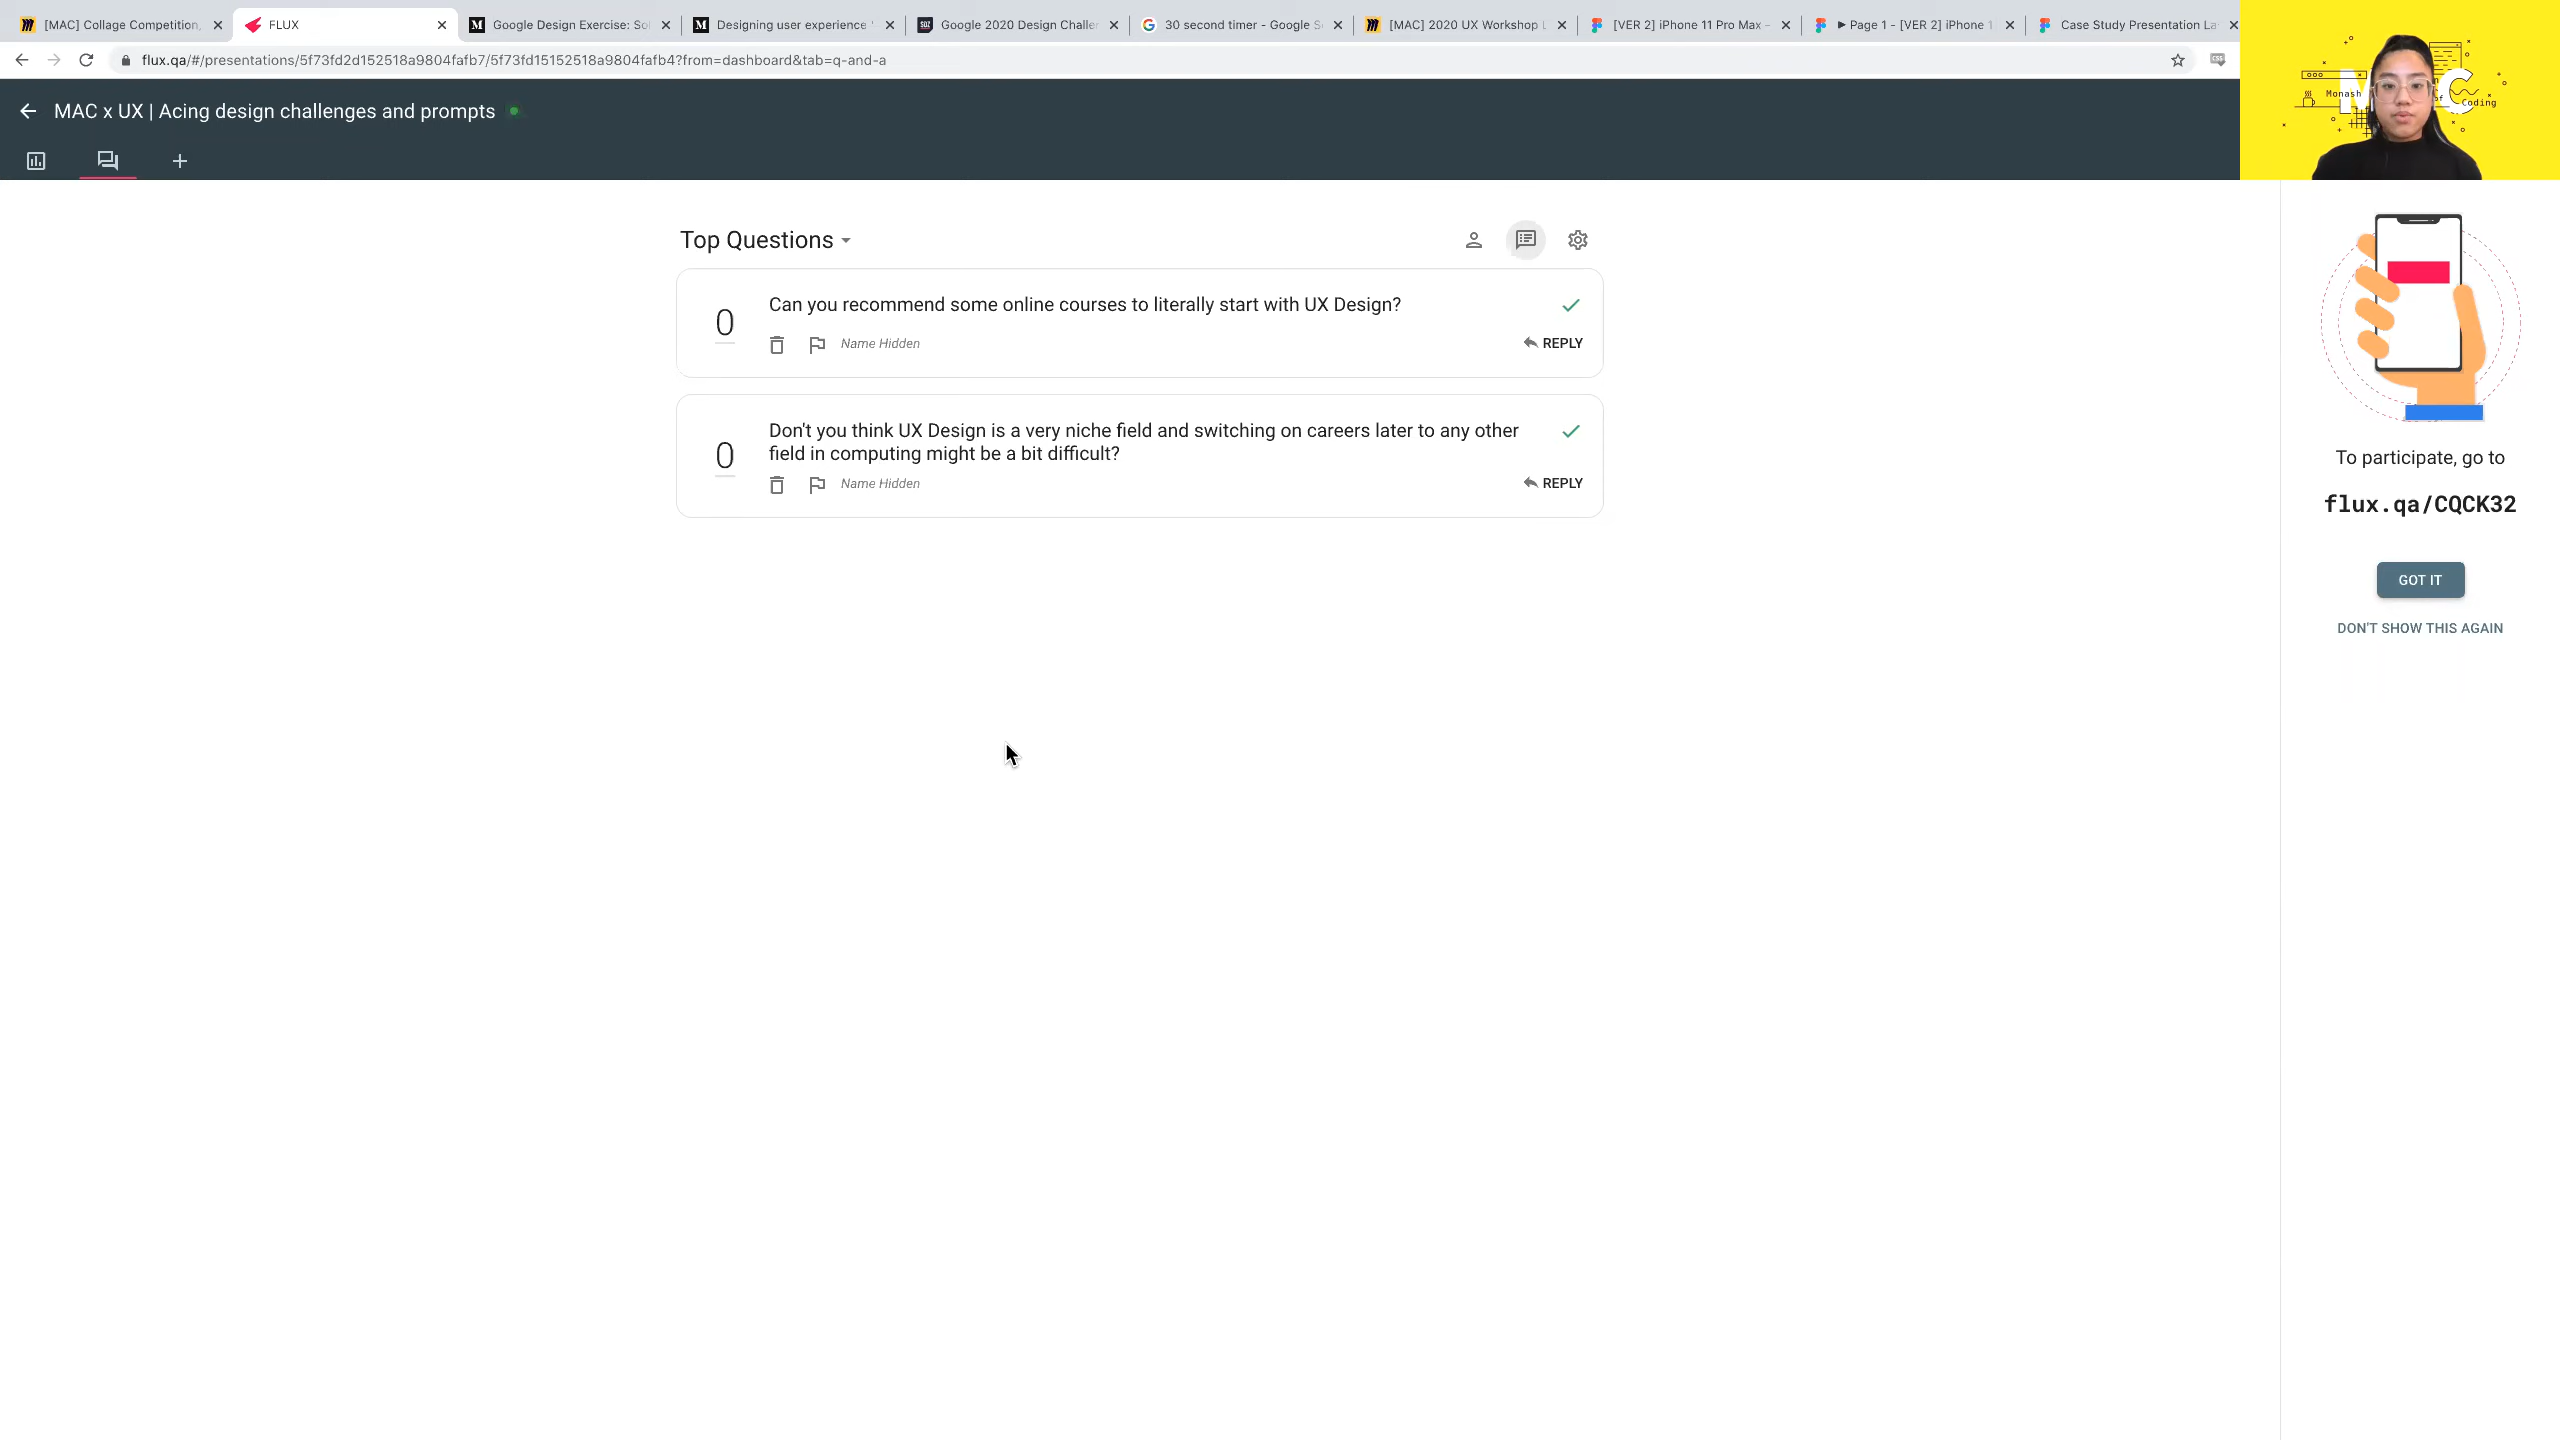 [MAC] Collage Competition,
FLUX
Google Design Exercise: Sol
Designing user experience
Google 2020 Design Challen
30 second timer - Google S
[MAC] 2020 UX Workshop L
[VER 2] iPhone 11 Pro Max –
Page 1 - [VER 2] iPhone 1
Case Study Presentation La
flux.qa/#/presentations/5f73fd2d152518a9804fafb7/5f73fd15152518a9804fafb4?from=dashboard&tab=q-and-a
MAC x UX | Acing design challenges and prompts
Monash
Coding
Top Questions
0
Can you recommend some online courses to literally start with UX Design?
Name Hidden
REPLY
0
Don't you think UX Design is a very niche field and switching on careers later to any other
field in computing might be a bit difficult?
Name Hidden
REPLY
To participate, go to
flux.qa/CQCK32
GOT IT
DON'T SHOW THIS AGAIN